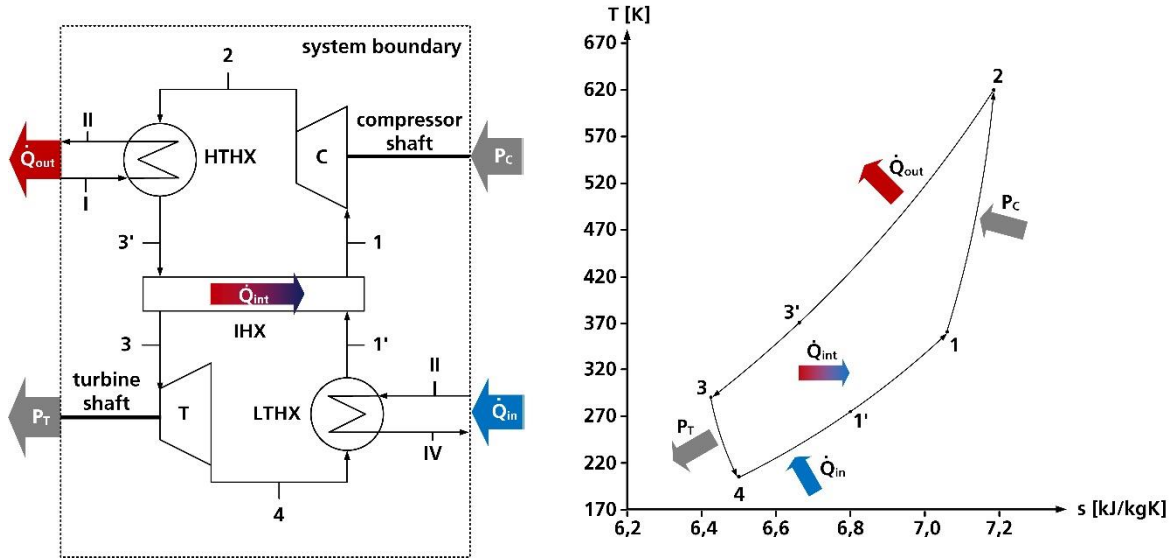 system boundary
2
II
HTHX
C
compressor
shaft
Q̇out
PC
I
3'
1
Q̇int
IHX
3
1'
turbine
shaft
II
I
PT
T
LTHX
Q̇in
IV
4
T [K]
670
620
570
520
470
420
370
320
270
220
170
2
Q̇out
PC
3'
1
Q̇int
3
1'
PT
Q̇in
4
6,2
6,4
6,6
6,8
7,0
7,2
s [kJ/kgK]